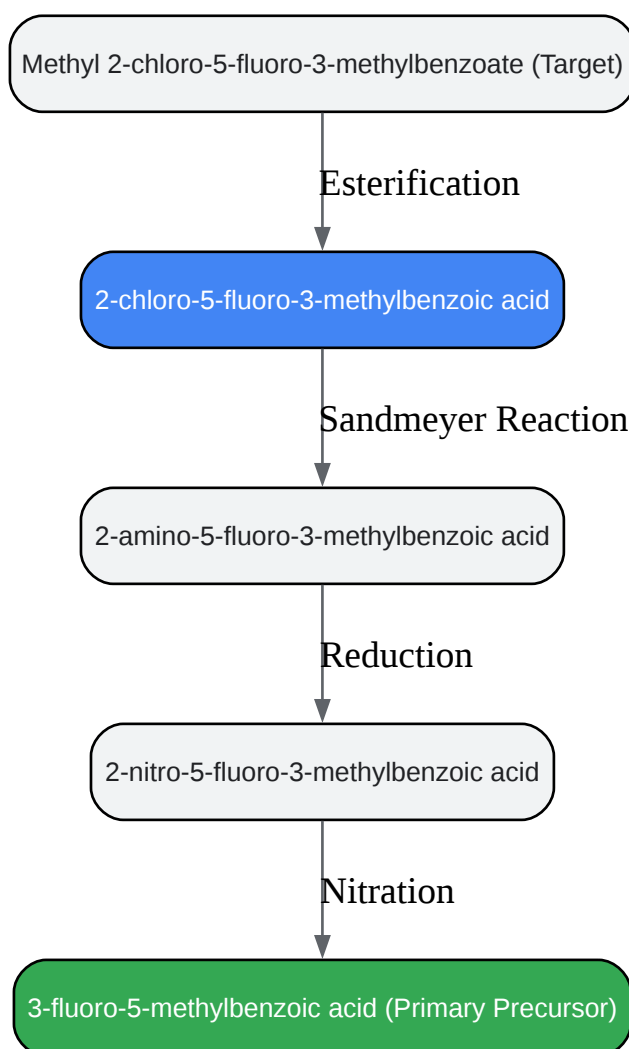 Methyl 2-chloro-5-fluoro-3-methylbenzoate (Target)
Esterification
2-chloro-5-fluoro-3-methylbenzoic acid
Sandmeyer Reaction
2-amino-5-fluoro-3-methylbenzoic acid
Reduction
2-nitro-5-fluoro-3-methylbenzoic acid
Nitration
3-fluoro-5-methylbenzoic acid (Primary Precursor)